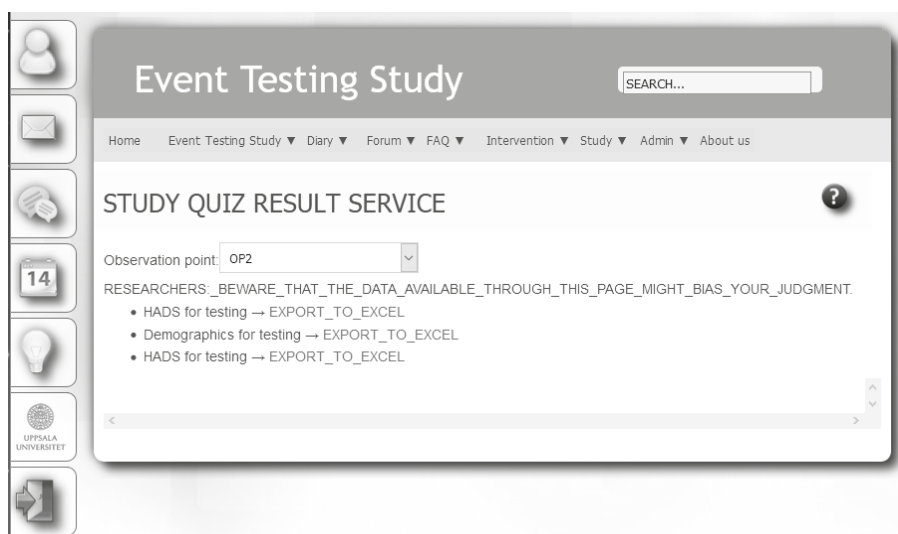 Event Testing Study
SEARCH...
Home Event Testing Study ▼ Diary ▼ Forum ▼ FAQ ▼ Intervention ▼ Study ▼ Admin ▼ About us
STUDY QUIZ RESULT SERVICE
?
Observation point: OP2
RESEARCHERS:_BEWARE_THAT_THE_DATA_AVAILABLE_THROUGH_THIS_PAGE_MIGHT_BIAS_YOUR_JUDGMENT.
• HADS for testing → EXPORT_TO_EXCEL
• Demographics for testing → EXPORT_TO_EXCEL
• HADS for testing → EXPORT_TO_EXCEL
14
UPPSALA
UNIVERSITET